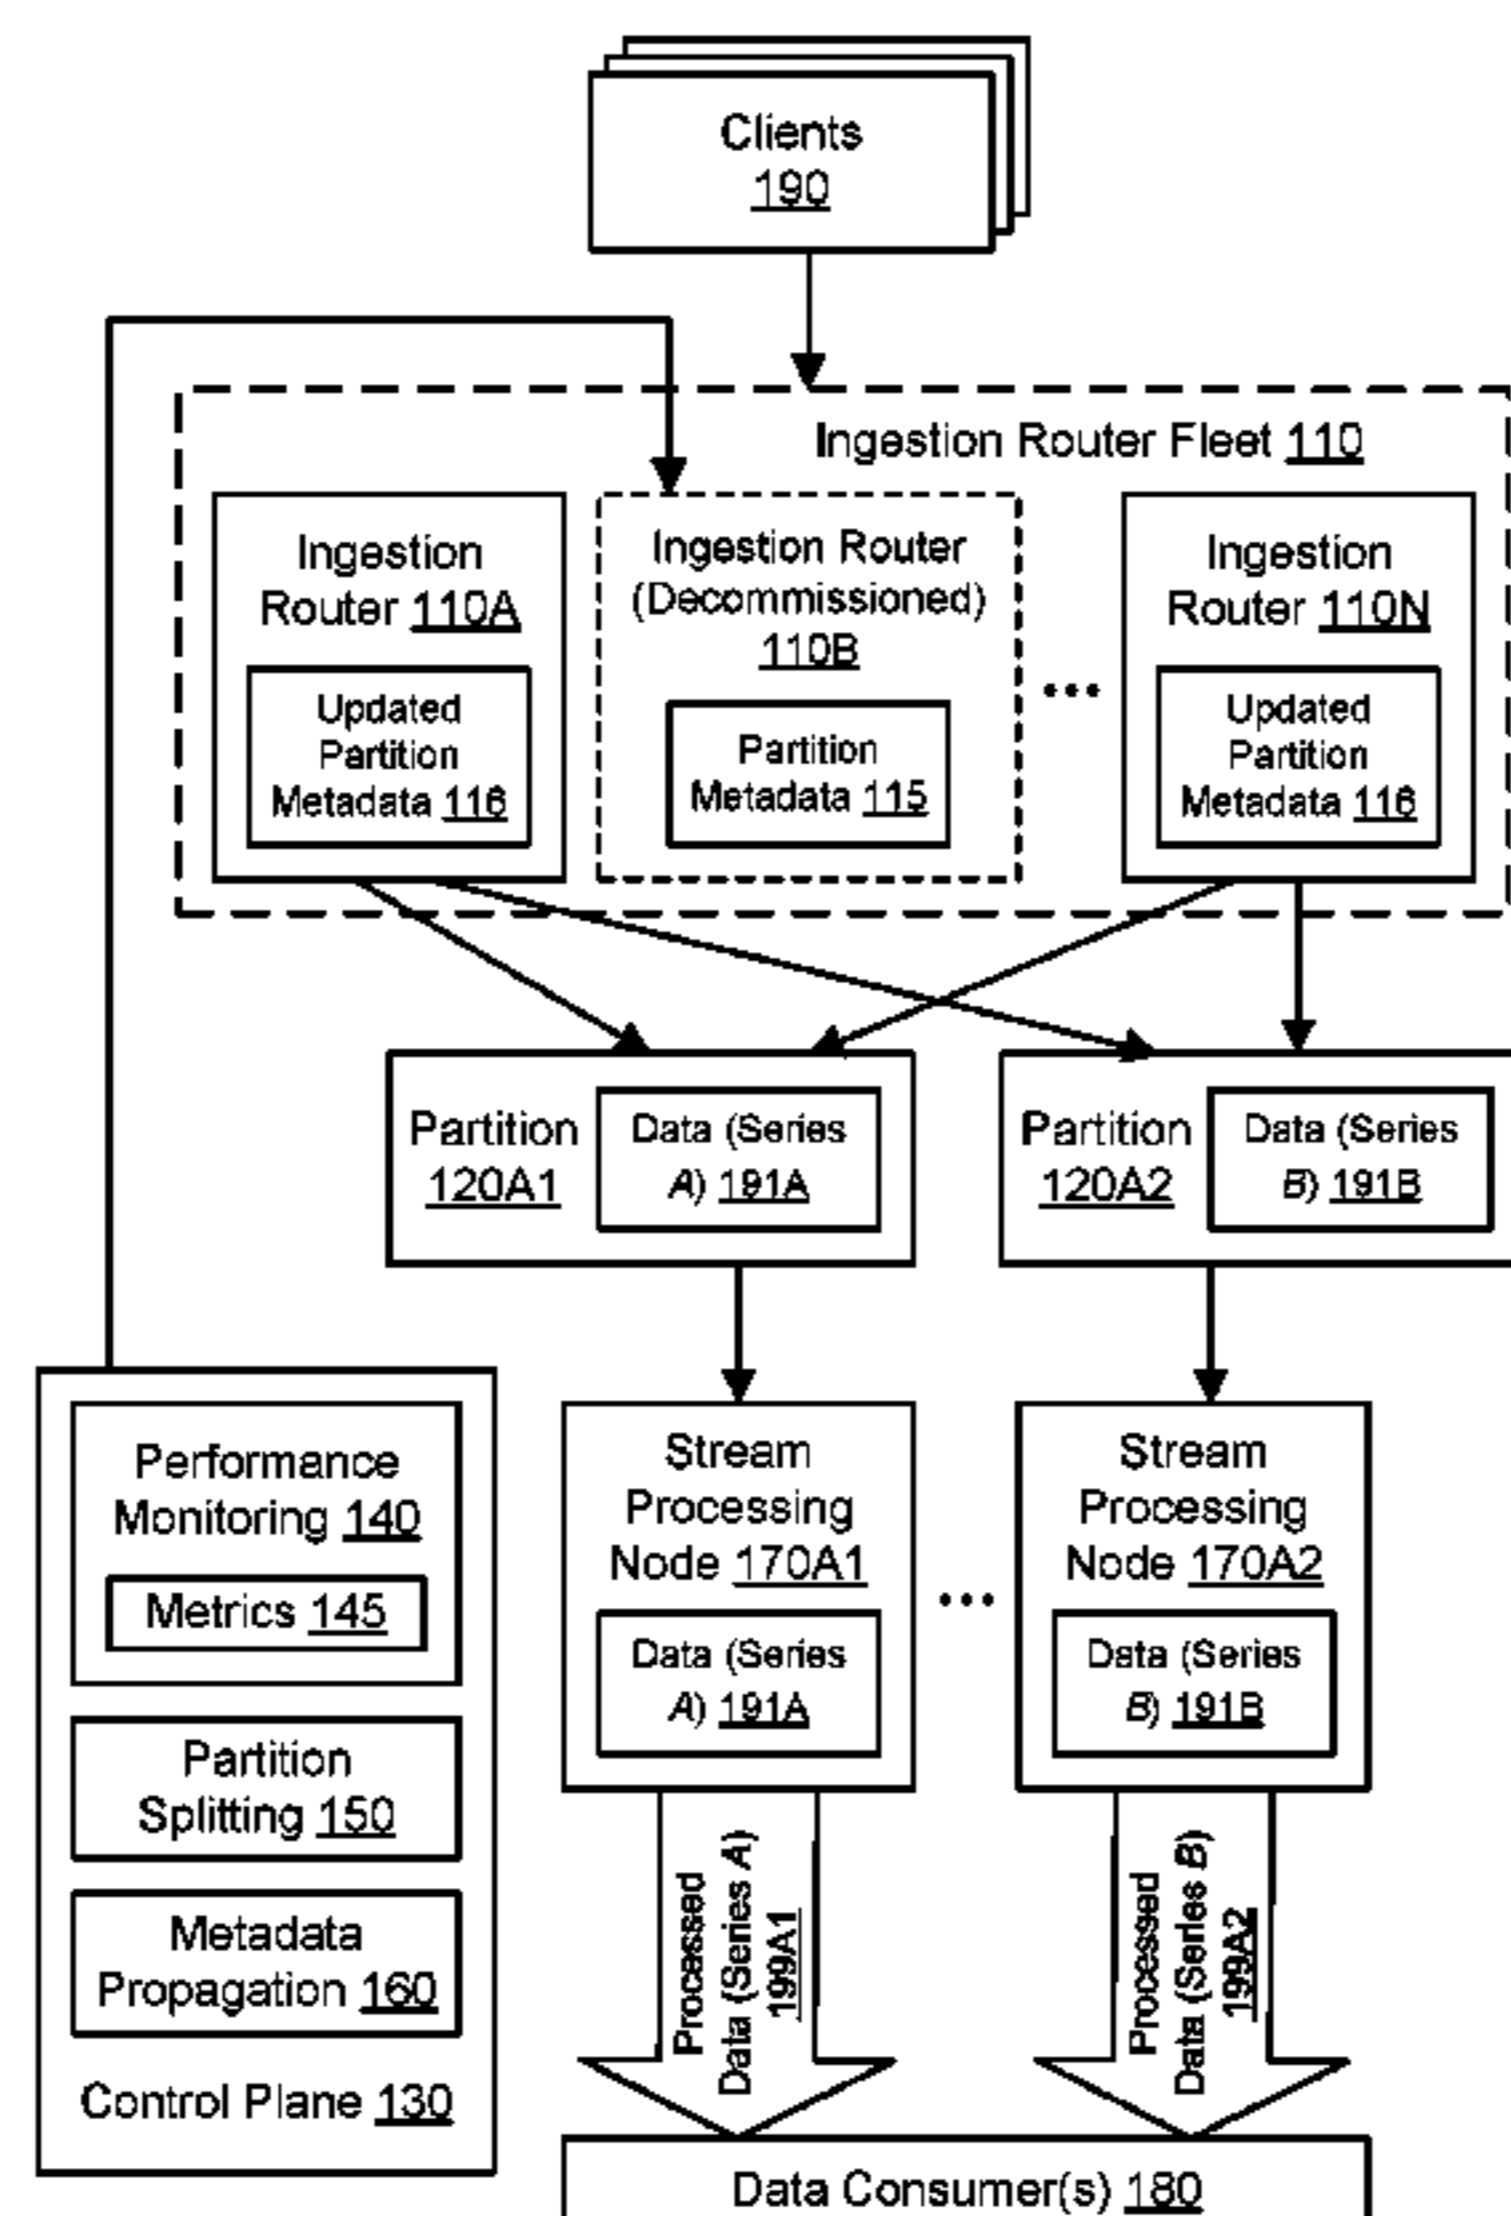 Clients
190
Ingestion Router Fleet 110
Ingestion
Router 110A
Updated
Partition
Metadata 116
Ingestion Router
(Decommissioned)
110B
Partition
Metadata 115
...
Ingestion
Router 110N
Updated
Partition
Metadata 116
Partition
120A1
Data (Series
A) 191A
Partition
120A2
Data (Series
B) 191B
Performance
Monitoring 140
Metrics 145
Partition
Splitting 150
Metadata
Propagation 160
Control Plane 130
Stream
Processing
Node 170A1
Data (Series
A) 191A
...
Stream
Processing
Node 170A2
Data (Series
B) 191B
Processed
Data (Series A)
199A1
Processed
Data (Series B)
199A2
Data Consumer(s) 180